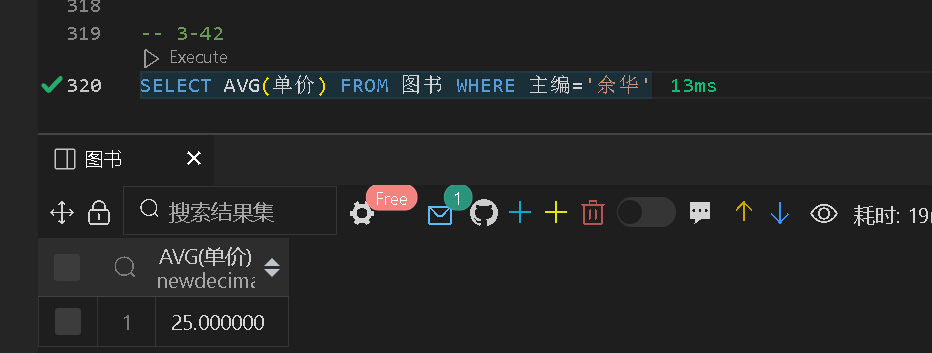 318
319 -- 3-42
Execute
320 SELECT AVG(单价) FROM 图书 WHERE 主编='余华' 13ms
图书
搜索结果集 Free 1 耗时: 19
AVG(单价)
newdecima
1 25.000000